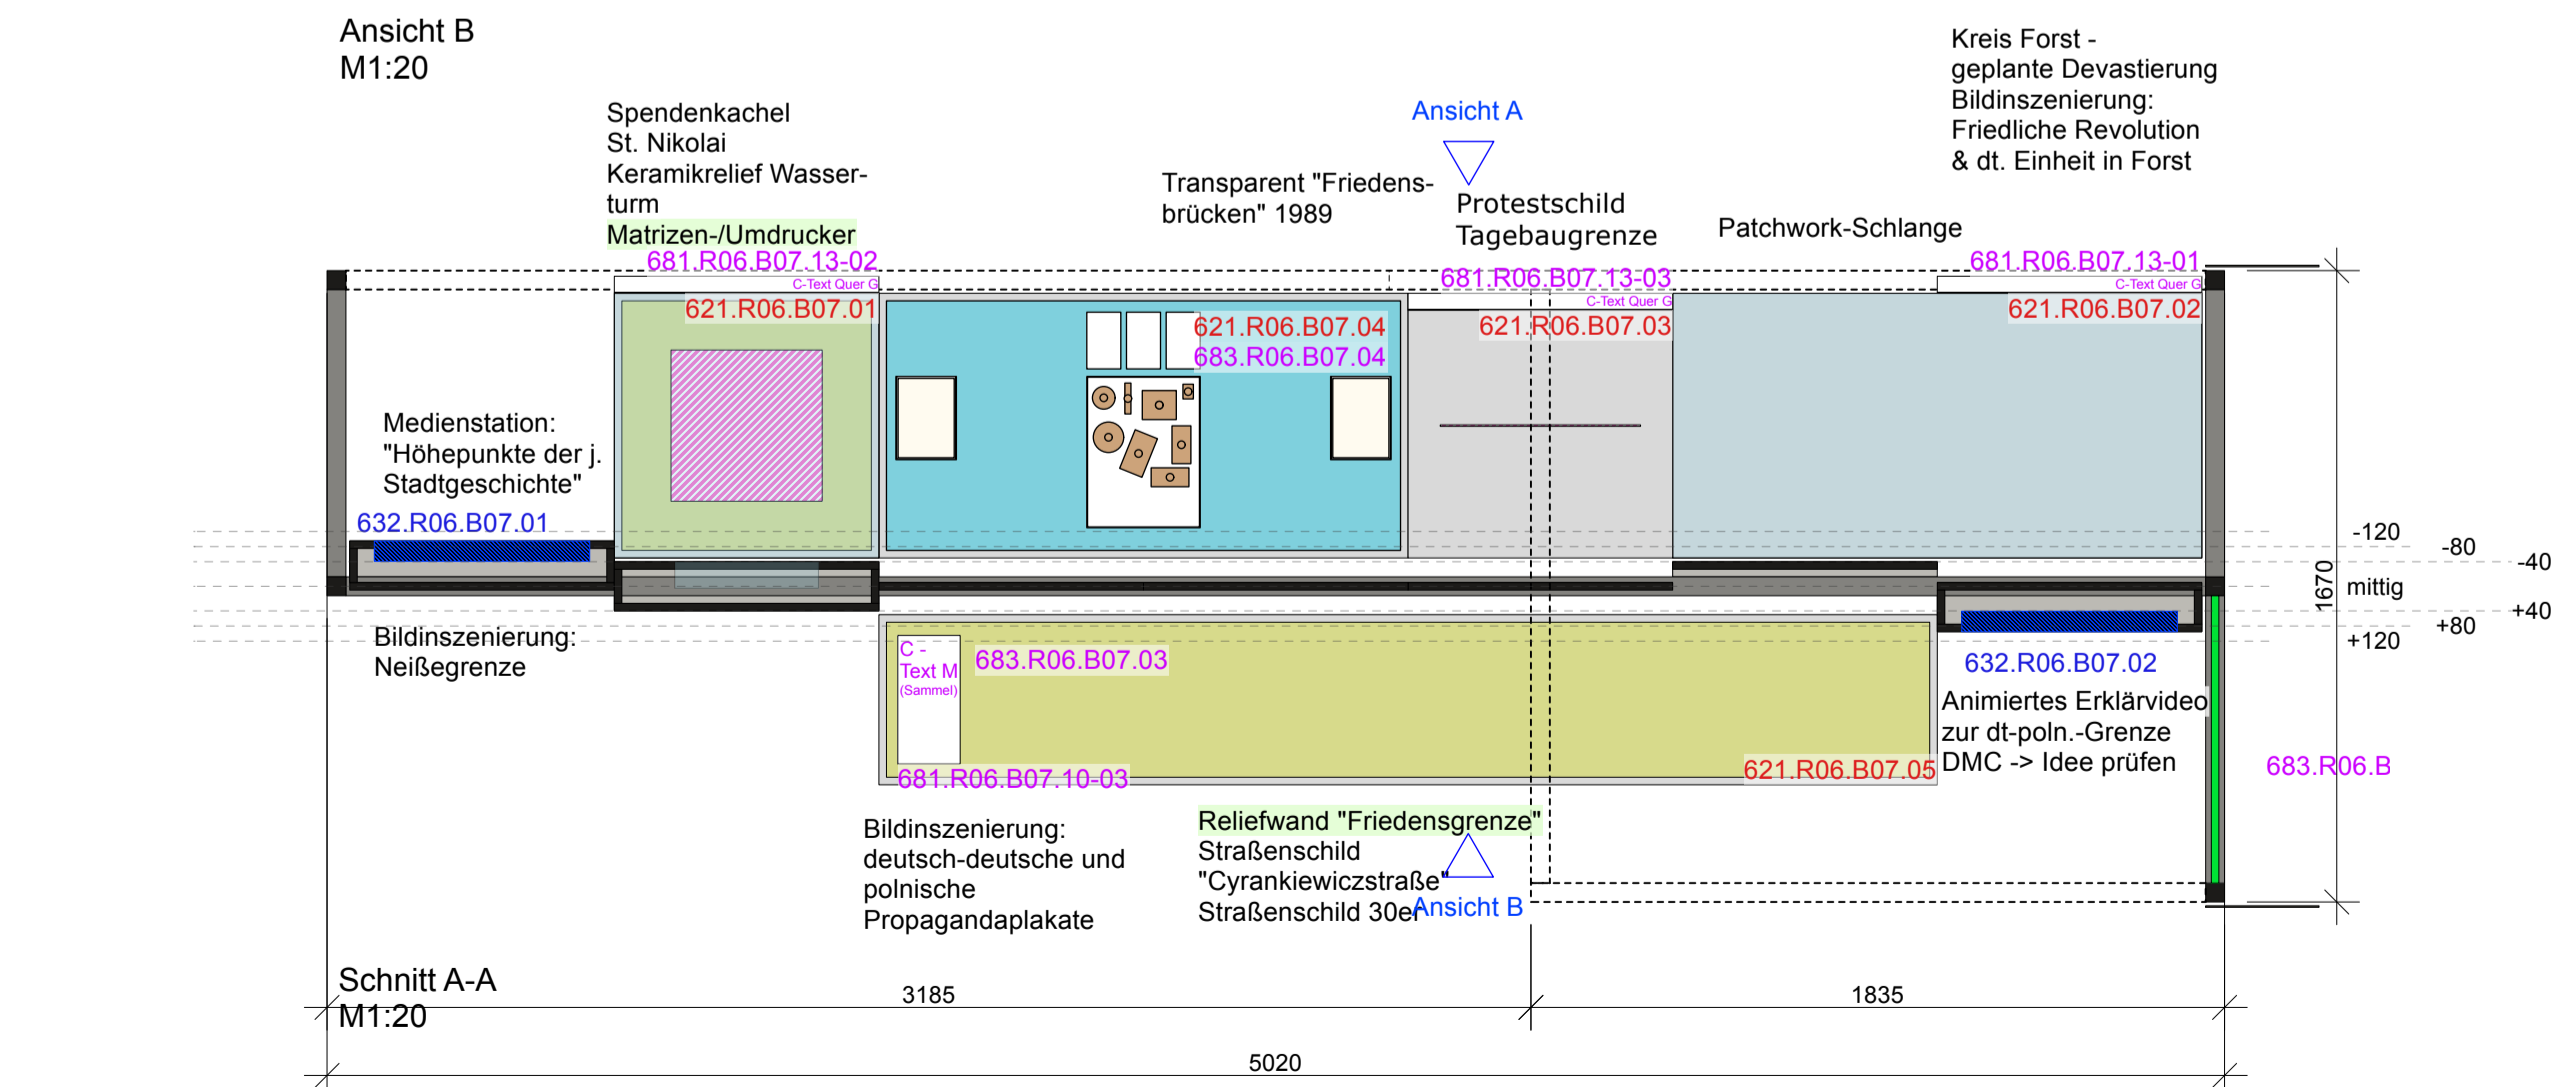 Ansicht B
M1:20
Kreis Forst -
geplante Devastierung
Bildinszenierung:
Friedliche Revolution
& dt. Einheit in Forst
Spendenkachel
St. Nikolai
Keramikrelief Wasser-
turm
Matrizen-/Umdrucker
Ansicht A
Transparent "Friedens-
brücken" 1989
Protestschild
Tagebaugrenze
Patchwork-Schlange
681.R06.B07.13-02
C-Text Quer G
621.R06.B07.01
681.R06.B07.13-03
C-Text Quer G
621.R06.B07.03
681.R06.B07.13-01
C-Text Quer G
621.R06.B07.02
621.R06.B07.04
683.R06.B07.04
Medienstation:
"Höhepunkte der j.
Stadtgeschichte"
632.R06.B07.01
-120
-80
-40
mittig
+40
+80
+120
1670
Bildinszenierung:
Neißegrenze
C -
Text M
(Sammel)
683.R06.B07.03
681.R06.B07.10-03
621.R06.B07.05
632.R06.B07.02
Animiertes Erklärvideo
zur dt-poln.-Grenze
DMC -> Idee prüfen
683.R06.B
Bildinszenierung:
deutsch-deutsche und
polnische
Propagandaplakate
Reliefwand "Friedensgrenze"
Straßenschild
"Cyrankiewiczstraße"
Straßenschild 30er
Ansicht B
Schnitt A-A
M1:20
3185
1835
5020